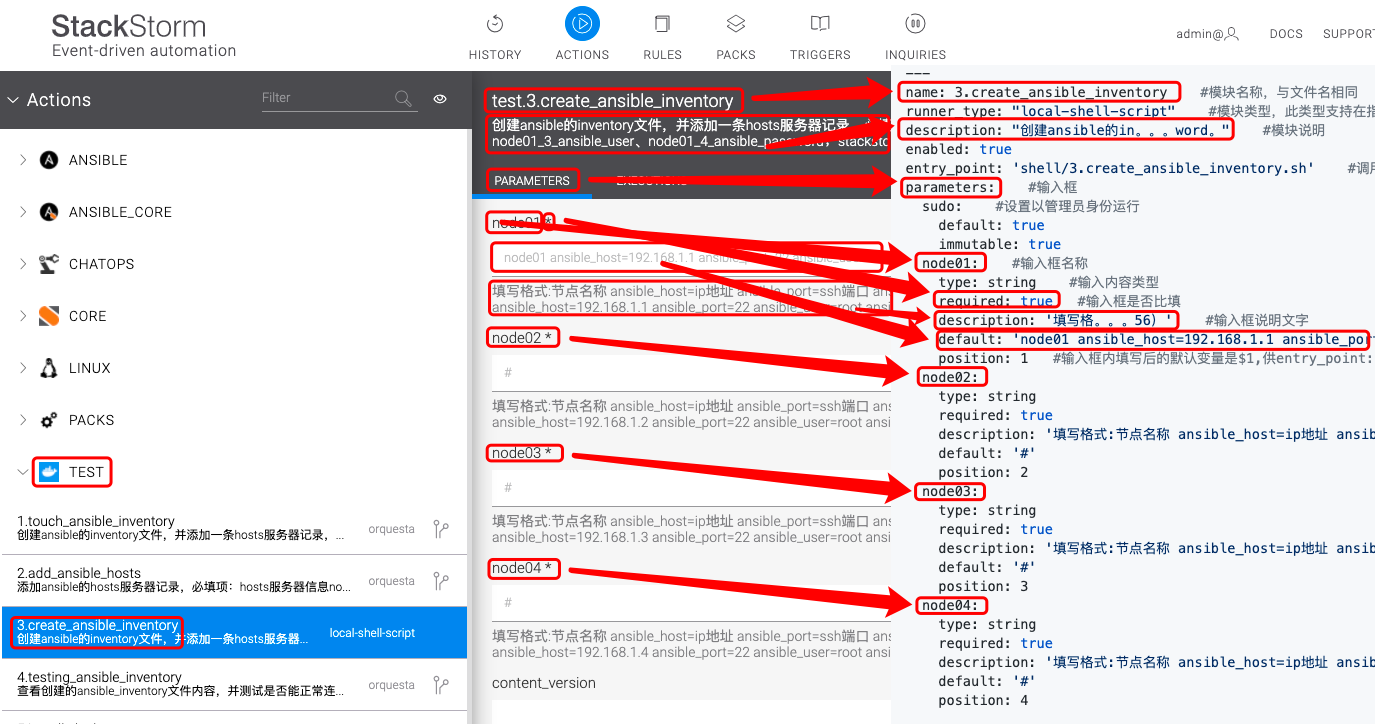 StackStorm
Event-driven automation
HISTORY
ACTIONS
RULES
PACKS
TRIGGERS
INQUIRIES
admin@
DOCS
SUPPORT
Actions
Filter
ANSIBLE
ANSIBLE_CORE
CHATOPS
CORE
LINUX
PACKS
TEST
1.touch_ansible_inventory
创建ansible的inventory文件，并添加一条hosts服务器记录，...
orquesta
2.add_ansible_hosts
添加ansible的hosts服务器记录，必填项：hosts服务器信息no...
orquesta
3.create_ansible_inventory
创建ansible的inventory文件，并添加一条hosts服务器...
local-shell-script
4.testing_ansible_inventory
查看创建的ansible_inventory文件内容，并测试是否能正常连...
orquesta
test.3.create_ansible_inventory
创建ansible的inventory文件，并添加一条hosts服务器记录，
node01_3_ansible_user、node01_4_ansible_password，stacksto
PARAMETERS
EXECUTIONS
node01 *
node01 ansible_host=192.168.1.1
填写格式:节点名称 ansible_host=ip地址 ansible_port=ssh端口 ans
ansible_host=192.168.1.1 ansible_port=22 ansible_user=root ansi
node02 *
#
填写格式:节点名称 ansible_host=ip地址 ansible_port=ssh端口 ans
ansible_host=192.168.1.2 ansible_port=22 ansible_user=root ansi
node03 *
#
填写格式:节点名称 ansible_host=ip地址 ansible_port=ssh端口 ans
ansible_host=192.168.1.3 ansible_port=22 ansible_user=root ansi
node04 *
#
填写格式:节点名称 ansible_host=ip地址 ansible_port=ssh端口 ans
ansible_host=192.168.1.4 ansible_port=22 ansible_user=root ansi
content_version
---
name: 3.create_ansible_inventory #模块名称，与文件名相同
runner_type: "local-shell-script" #模块类型，此类型支持在指
description: "创建ansible的in。。。word。" #模块说明
enabled: true
entry_point: 'shell/3.create_ansible_inventory.sh' #调用
parameters: #输入框
sudo: #设置以管理员身份运行
default: true
immutable: true
node01: #输入框名称
type: string #输入内容类型
required: true #输入框是否比填
description: '填写格。。。56）' #输入框说明文字
default: 'node01 ansible_host=192.168.1.1 ansible_por
position: 1 #输入框内填写后的默认变量是$1,供entry_point:
node02:
type: string
required: true
description: '填写格式:节点名称 ansible_host=ip地址 ansib
default: '#'
position: 2
node03:
type: string
required: true
description: '填写格式:节点名称 ansible_host=ip地址 ansib
default: '#'
position: 3
node04:
type: string
required: true
description: '填写格式:节点名称 ansible_host=ip地址 ansib
default: '#'
position: 4